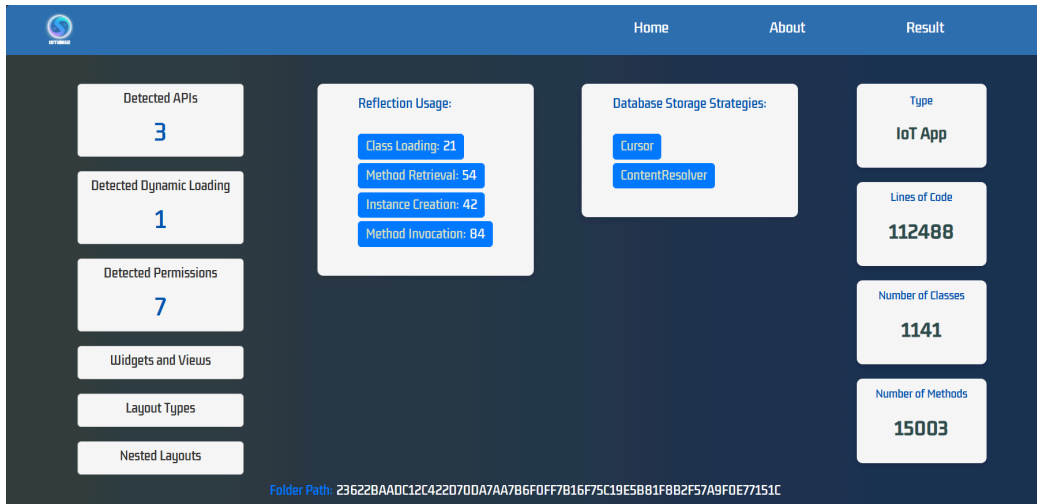 Home
About
Result
Detected APIs
3
Detected Dynamic Loading
1
Detected Permissions
7
Widgets and Views
Layout Types
Nested Layouts
Reflection Usage:
Class Loading: 21
Method Retrieval: 54
Instance Creation: 42
Method Invocation: 84
Database Storage Strategies:
Cursor
ContentResolver
Type
IoT App
Lines of Code
112488
Number of Classes
1141
Number of Methods
15003
Folder Path: 23622BAADC12C422D70DA7AA7B6F0FF7B16F75C19E5B81F8B2F57A9F0E77151C